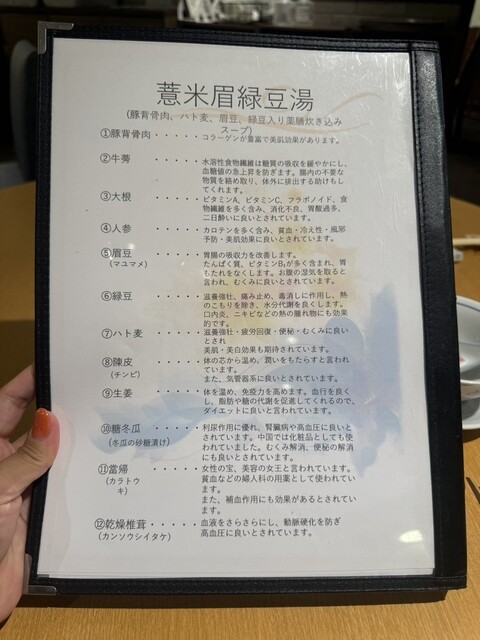 薏米眉緑豆湯
(豚背骨肉、ハト麦、眉豆、緑豆入り薬膳炊き込み
スープ)
①豚背骨肉・・・・・コラーゲンが豊富で美肌効果があります。
②牛蒡・・・・・・水溶性食物繊維は糖質の吸収を緩やかにし、
血糖値の急上昇を防ぎます。腸内の不要な
物質を絡め取り、体外に排出する助けもし
てくれます。
③大根・・・・・・ビタミンA、ビタミンC、フラボノイド、食
物繊維を多く含み、消化不良、胃酸過多、
二日酔いに良いとされています。
④人参・・・・・・カロテンを多く含み、貧血・冷え性・風邪
予防・美肌効果に良いとされています。
⑤眉豆・・・・・・胃腸の吸収力を改善します。
(マユマメ) たんぱく質、ビタミンB₁が多く含まれ、胃
もたれをなくします。お腹の湿気を取ると
言われ、むくみに良いとされています。
⑥緑豆・・・・・・滋養強壮、痛み止め、毒消しに作用し、熱
のこもりを除き、水分代謝を良くします。
口内炎、ニキビなどの熱の腫れ物にも効果
的です。
⑦ハト麦・・・・・滋養強壮・疲労回復・便秘・むくみに良い
とされ
美肌・美白効果も期待されています。
⑧陳皮・・・・・・体の芯から温め、潤いをもたらすと言われ
(チンピ) ています。
また、気管器系に良いとされています。
⑨生姜・・・・・・体を温め、免疫力を高めます。血行を良く
し、脂肪や糖の代謝を促進してくれるので、
ダイエットに良いと言われています。
⑩糖冬瓜・・・・・利尿作用に優れ、腎臓病や高血圧に良いと
(冬瓜の砂糖漬け) されています。中国では化粧品としても使
われていました。むくみ解消、便秘の解消
にも良いとされています。
⑪當帰・・・・・・女性の宝、美容の女王と言われています。
(カラトウ 貧血などの婦人科の用薬として使われてい
キ) ます。
また、補血作用にも効果があるとされてい
ます。
⑫乾燥椎茸・・・・・血液をさらさらにし、動脈硬化を防ぎ
(カンソウシイタケ) 高血圧に良いとされています。